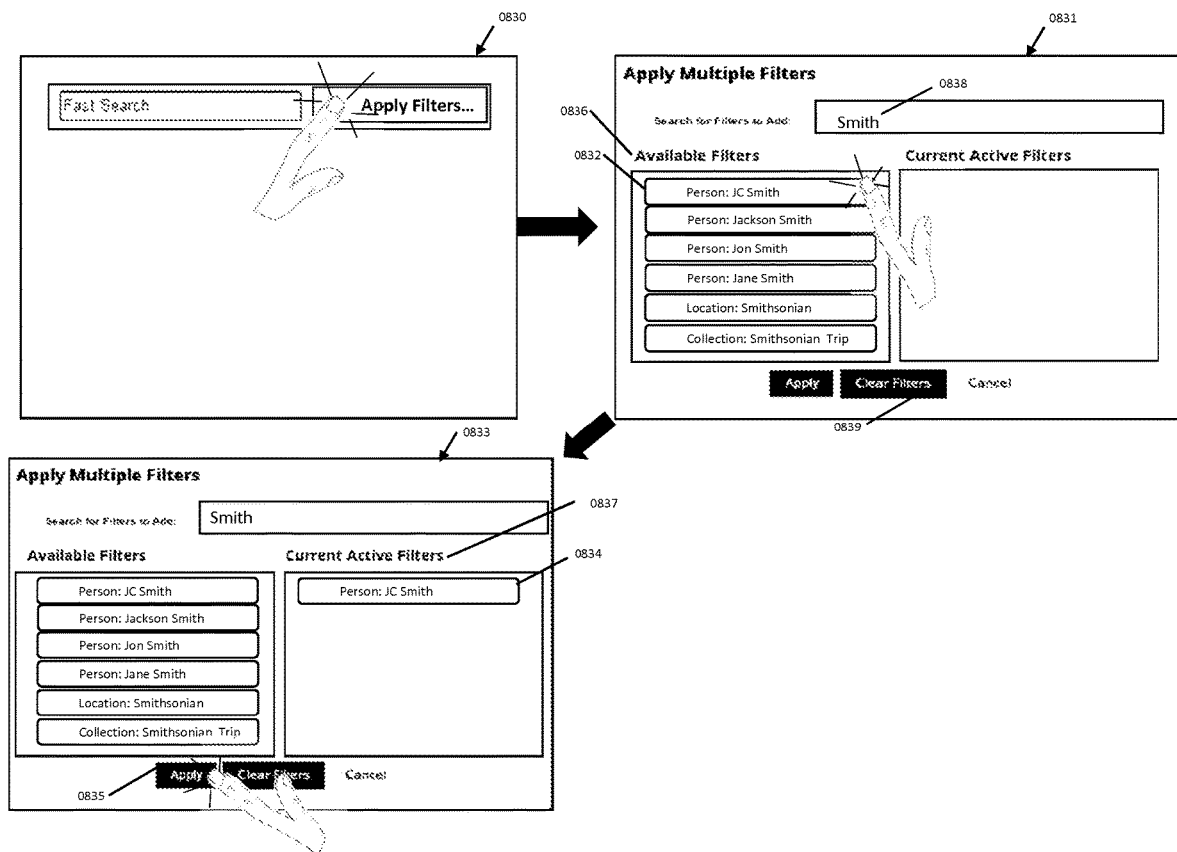 0830
Fast Search
Apply Filters...
0831
Apply Multiple Filters
0838
Search for Filters to Add:
Smith
0836
0832
Available Filters
Current Active Filters
Person: JC Smith
Person: Jackson Smith
Person: Jon Smith
Person: Jane Smith
Location: Smithsonian
Collection: Smithsonian Trip
Apply
Clear Filters
Cancel
0839
0833
Apply Multiple Filters
0837
Search for Filters to Add:
Smith
Available Filters
Current Active Filters
0834
Person: JC Smith
Person: JC Smith
Person: Jackson Smith
Person: Jon Smith
Person: Jane Smith
Location: Smithsonian
Collection: Smithsonian Trip
0835
Apply
Clear Filters
Cancel